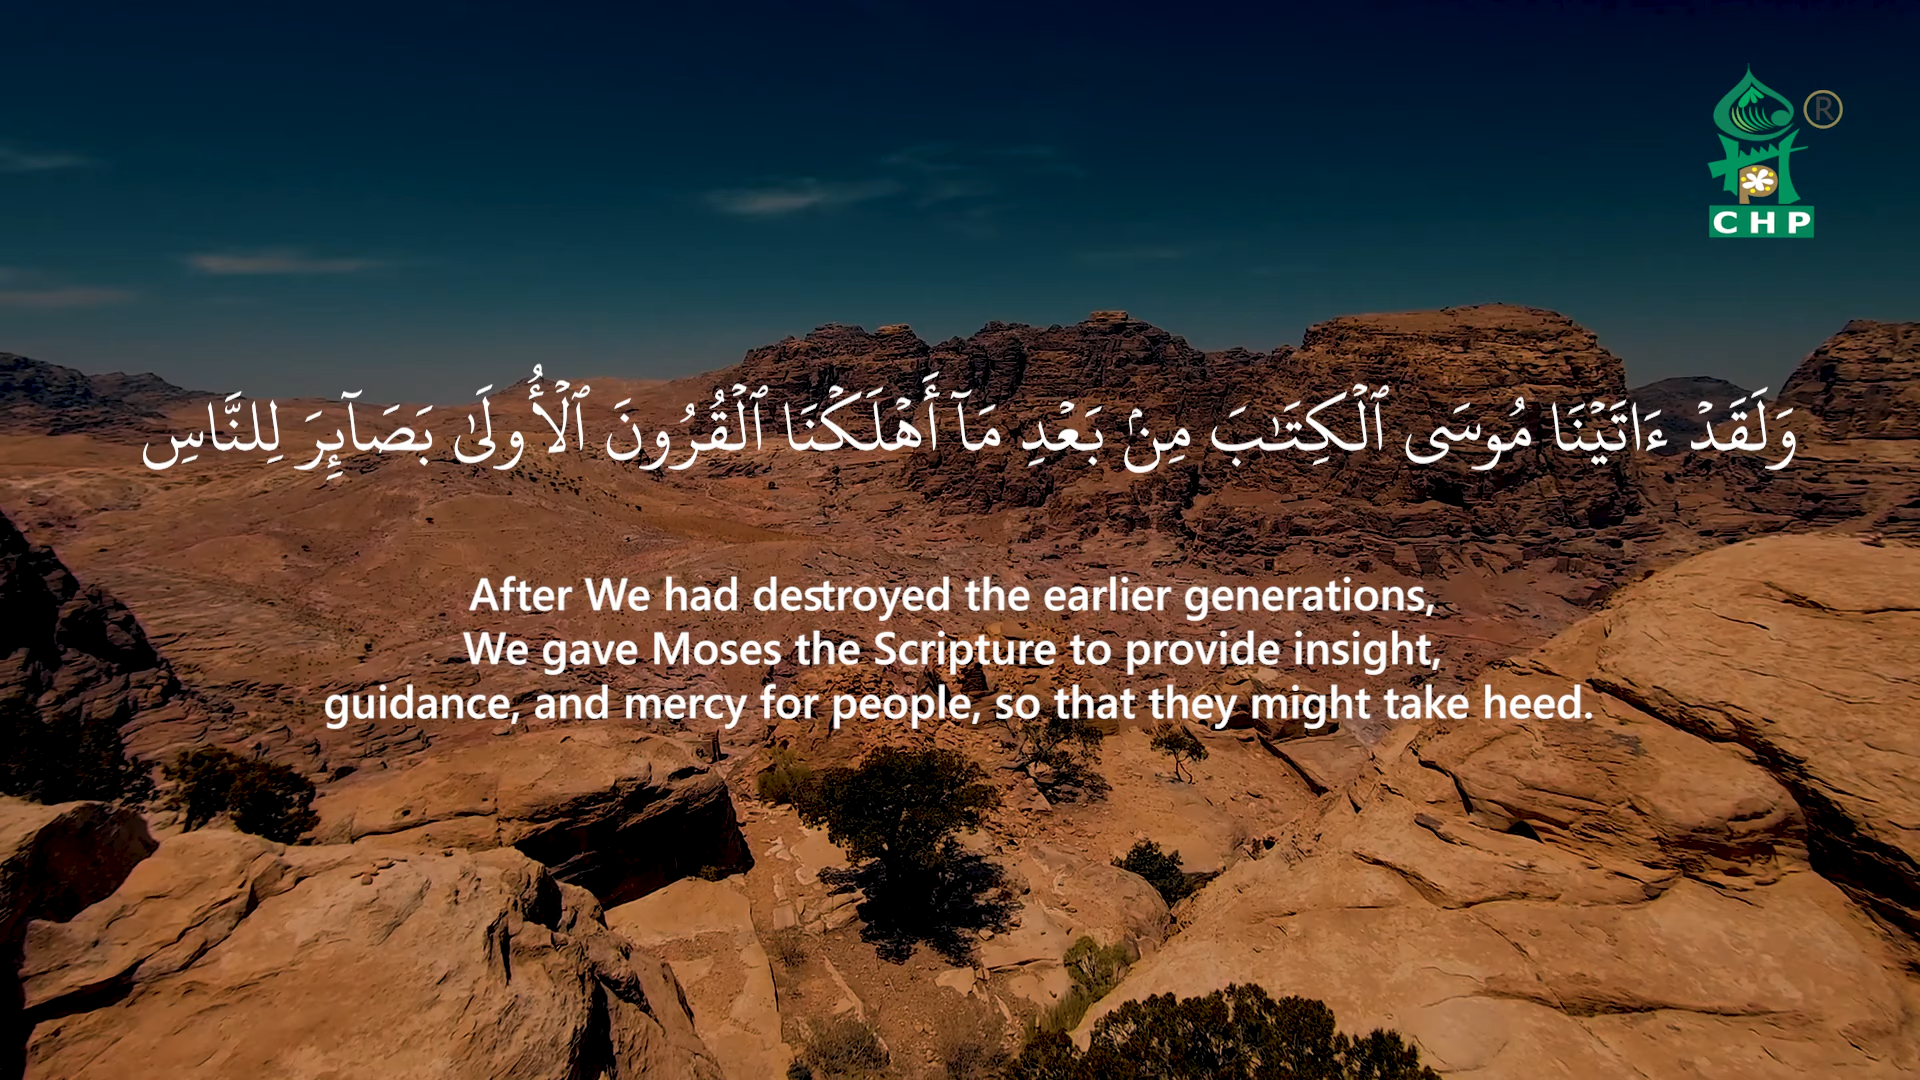 ®
CHP
وَلَقَدۡ ءَاتَيۡنَا مُوسَى ٱلۡكِتَٰبَ مِنۢ بَعۡدِ مَآ أَهۡلَكۡنَا ٱلۡقُرُونَ ٱلۡأُولَىٰ بَصَآئِرَ لِلنَّاسِ
After We had destroyed the earlier generations,
We gave Moses the Scripture to provide insight,
guidance, and mercy for people, so that they might take heed.